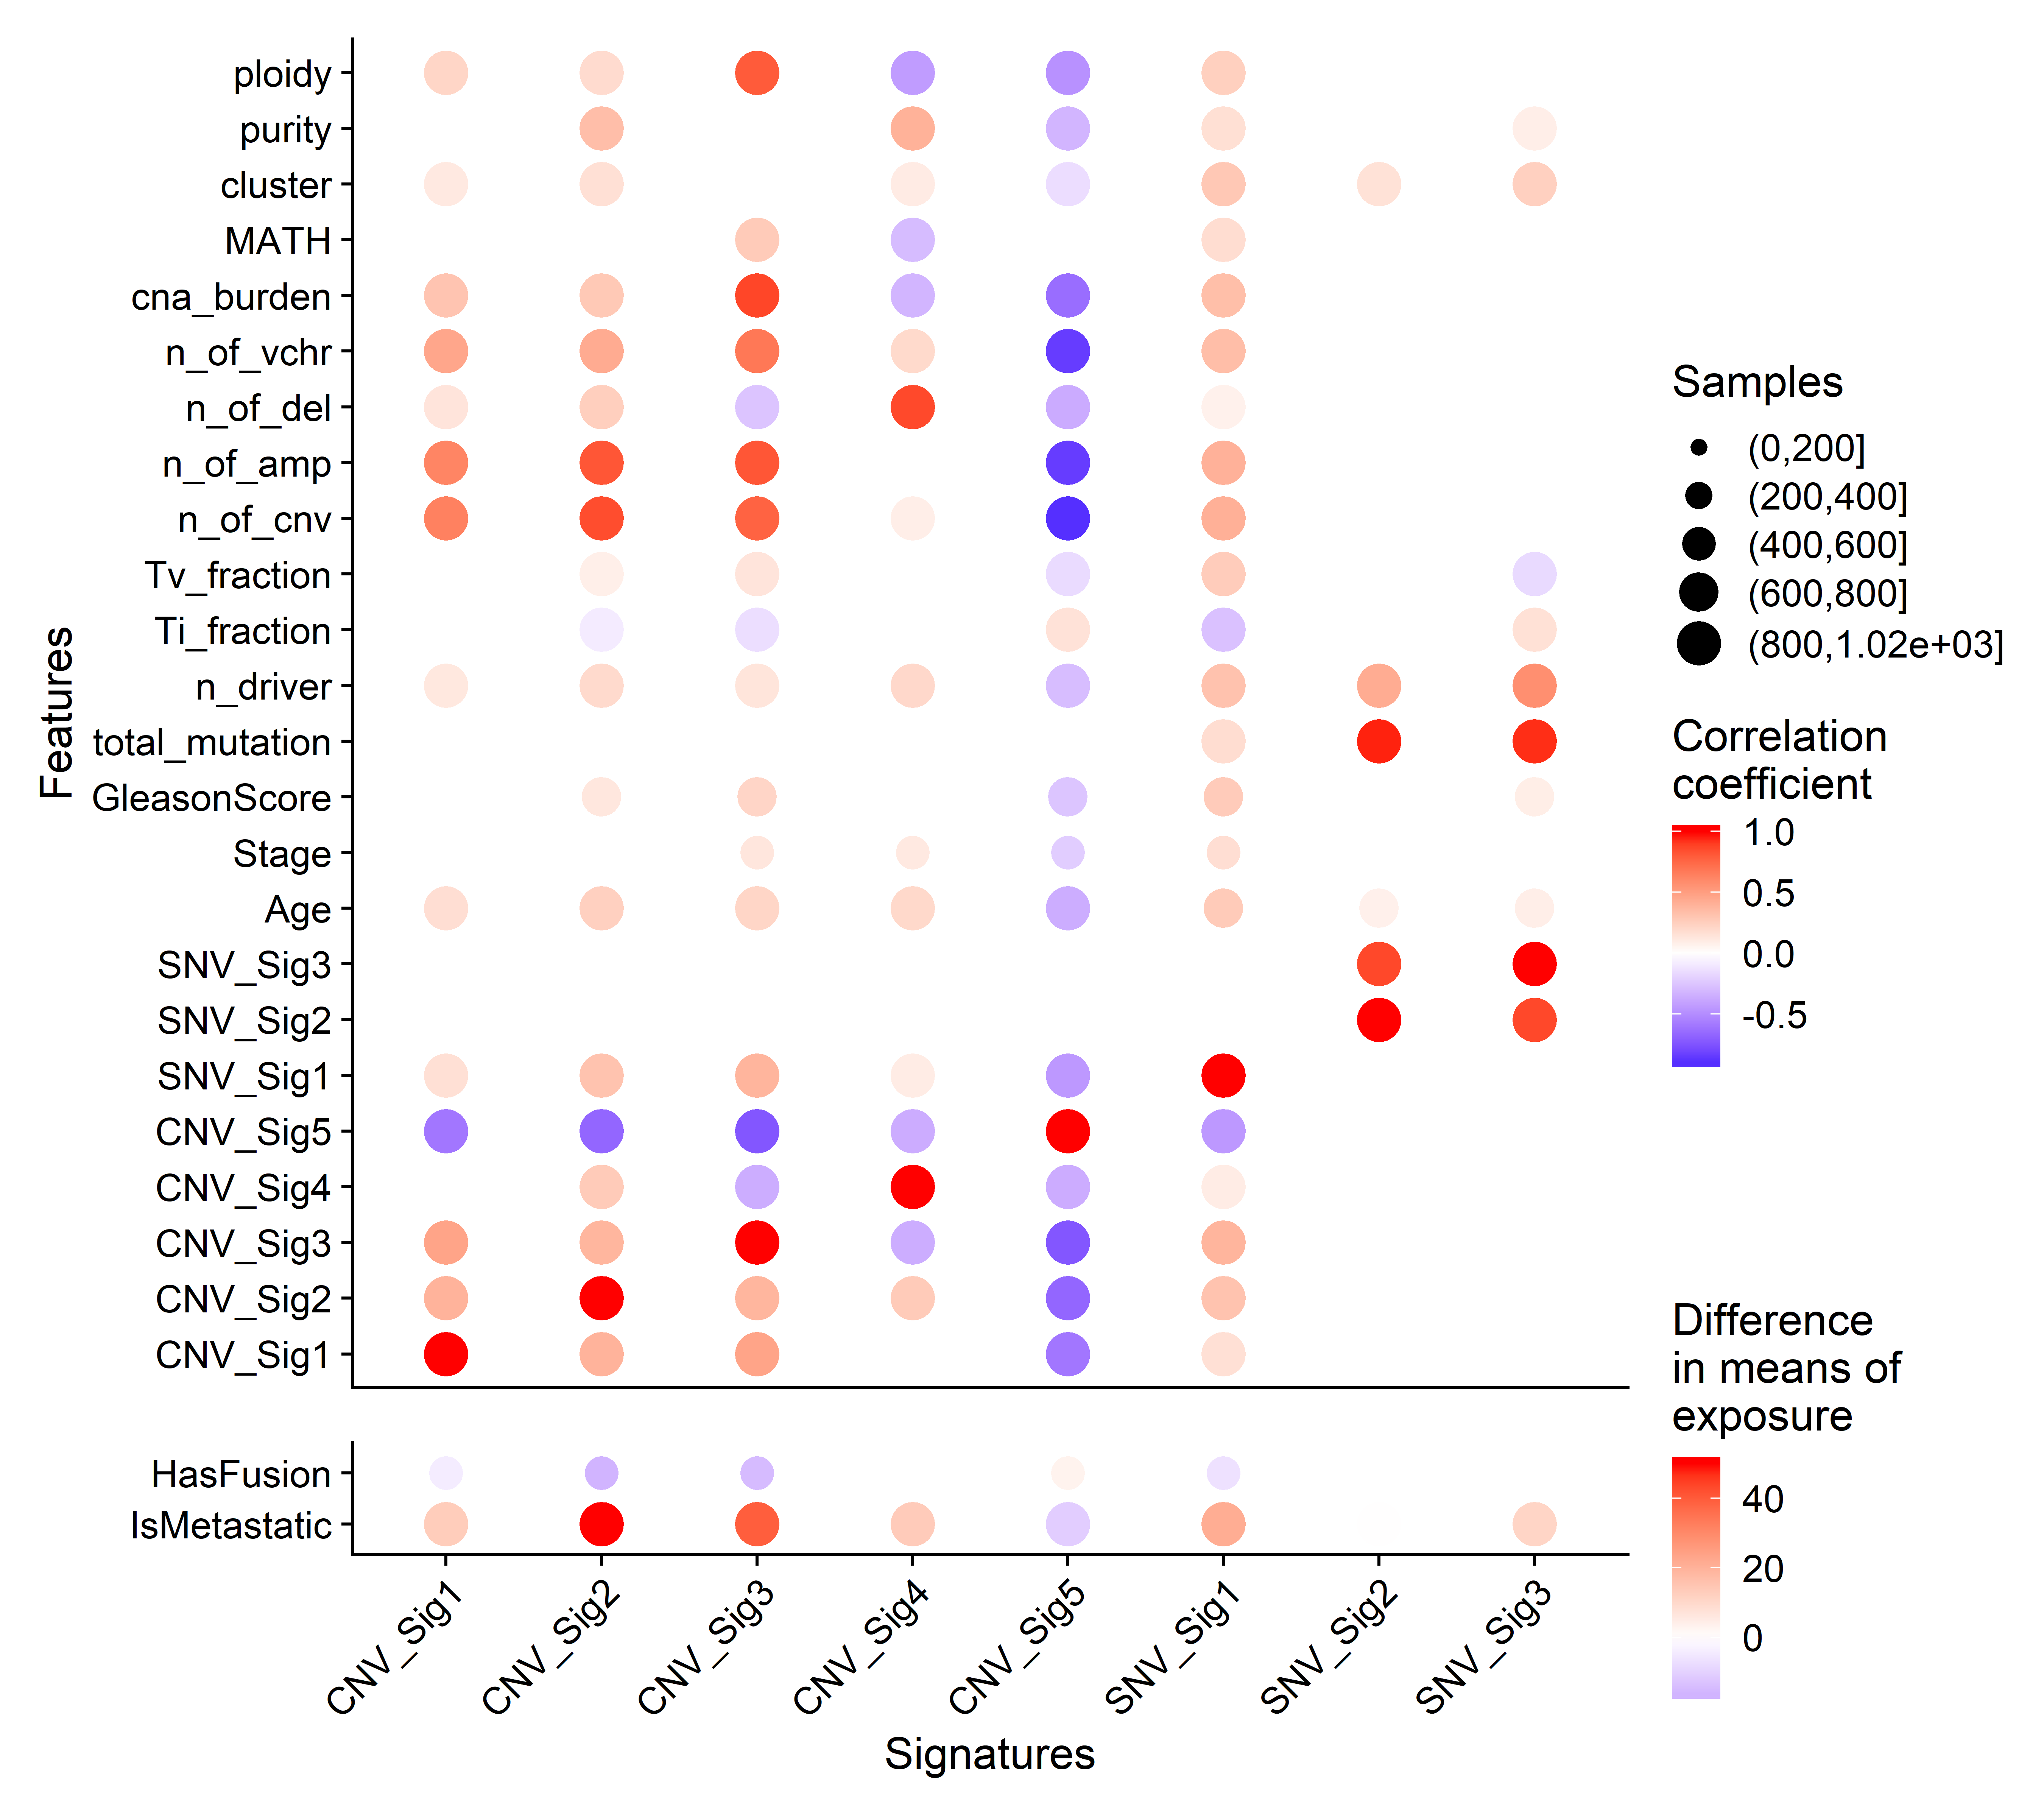 ploidy
purity
cluster
MATH
cna_burden
n_of_vchr
n_of_del
n_of_amp
n_of_cnv
Tv_fraction
Ti_fraction
n_driver
total_mutation
GleasonScore
Stage
Age
SNV_Sig3
SNV_Sig2
SNV_Sig1
CNV_Sig5
CNV_Sig4
CNV_Sig3
CNV_Sig2
CNV_Sig1
Features
HasFusion
IsMetastatic
CNV_Sig1
CNV_Sig2
CNV_Sig3
CNV_Sig4
CNV_Sig5
SNV_Sig1
SNV_Sig2
SNV_Sig3
Signatures
Samples
(0,200]
(200,400]
(400,600]
(600,800]
(800,1.02e+03]
Correlation
coefficient
1.0
0.5
0.0
-0.5
Difference
in means of
exposure
40
20
0